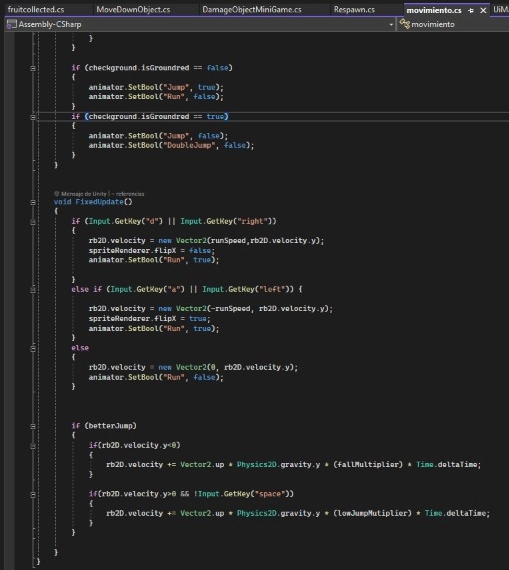 fruitcollected.cs MoveDownObject.cs DamageObjectMiniGame.cs Respawn.cs movimiento.cs UiMa
Assembly-CSharp movimiento
}
}
if (checkground.isGroundred == false)
{
animator.SetBool("Jump", true);
animator.SetBool("Run", false);
}
if (checkground.isGroundred == true)
{
animator.SetBool("Jump", false);
animator.SetBool("DoubleJump", false);
}
}
Mensaje de Unity | - referencias
void FixedUpdate()
{
if (Input.GetKey("d") || Input.GetKey("right"))
{
rb2D.velocity = new Vector2(runSpeed,rb2D.velocity.y);
spriteRenderer.flipX = false;
animator.SetBool("Run", true);
}
else if (Input.GetKey("a") || Input.GetKey("left")) {
rb2D.velocity = new Vector2(-runSpeed, rb2D.velocity.y);
spriteRenderer.flipX = true;
animator.SetBool("Run", true);
}
else
{
rb2D.velocity = new Vector2(0, rb2D.velocity.y);
animator.SetBool("Run", false);
}
if (betterJump)
{
if(rb2D.velocity.y<0)
{
rb2D.velocity += Vector2.up * Physics2D.gravity.y * (fallMultiplier) * Time.deltaTime;
}
if(rb2D.velocity.y>0 && !Input.GetKey("space"))
{
rb2D.velocity += Vector2.up * Physics2D.gravity.y * (lowJumpMutiplier) * Time.deltaTime;
}
}
}
}